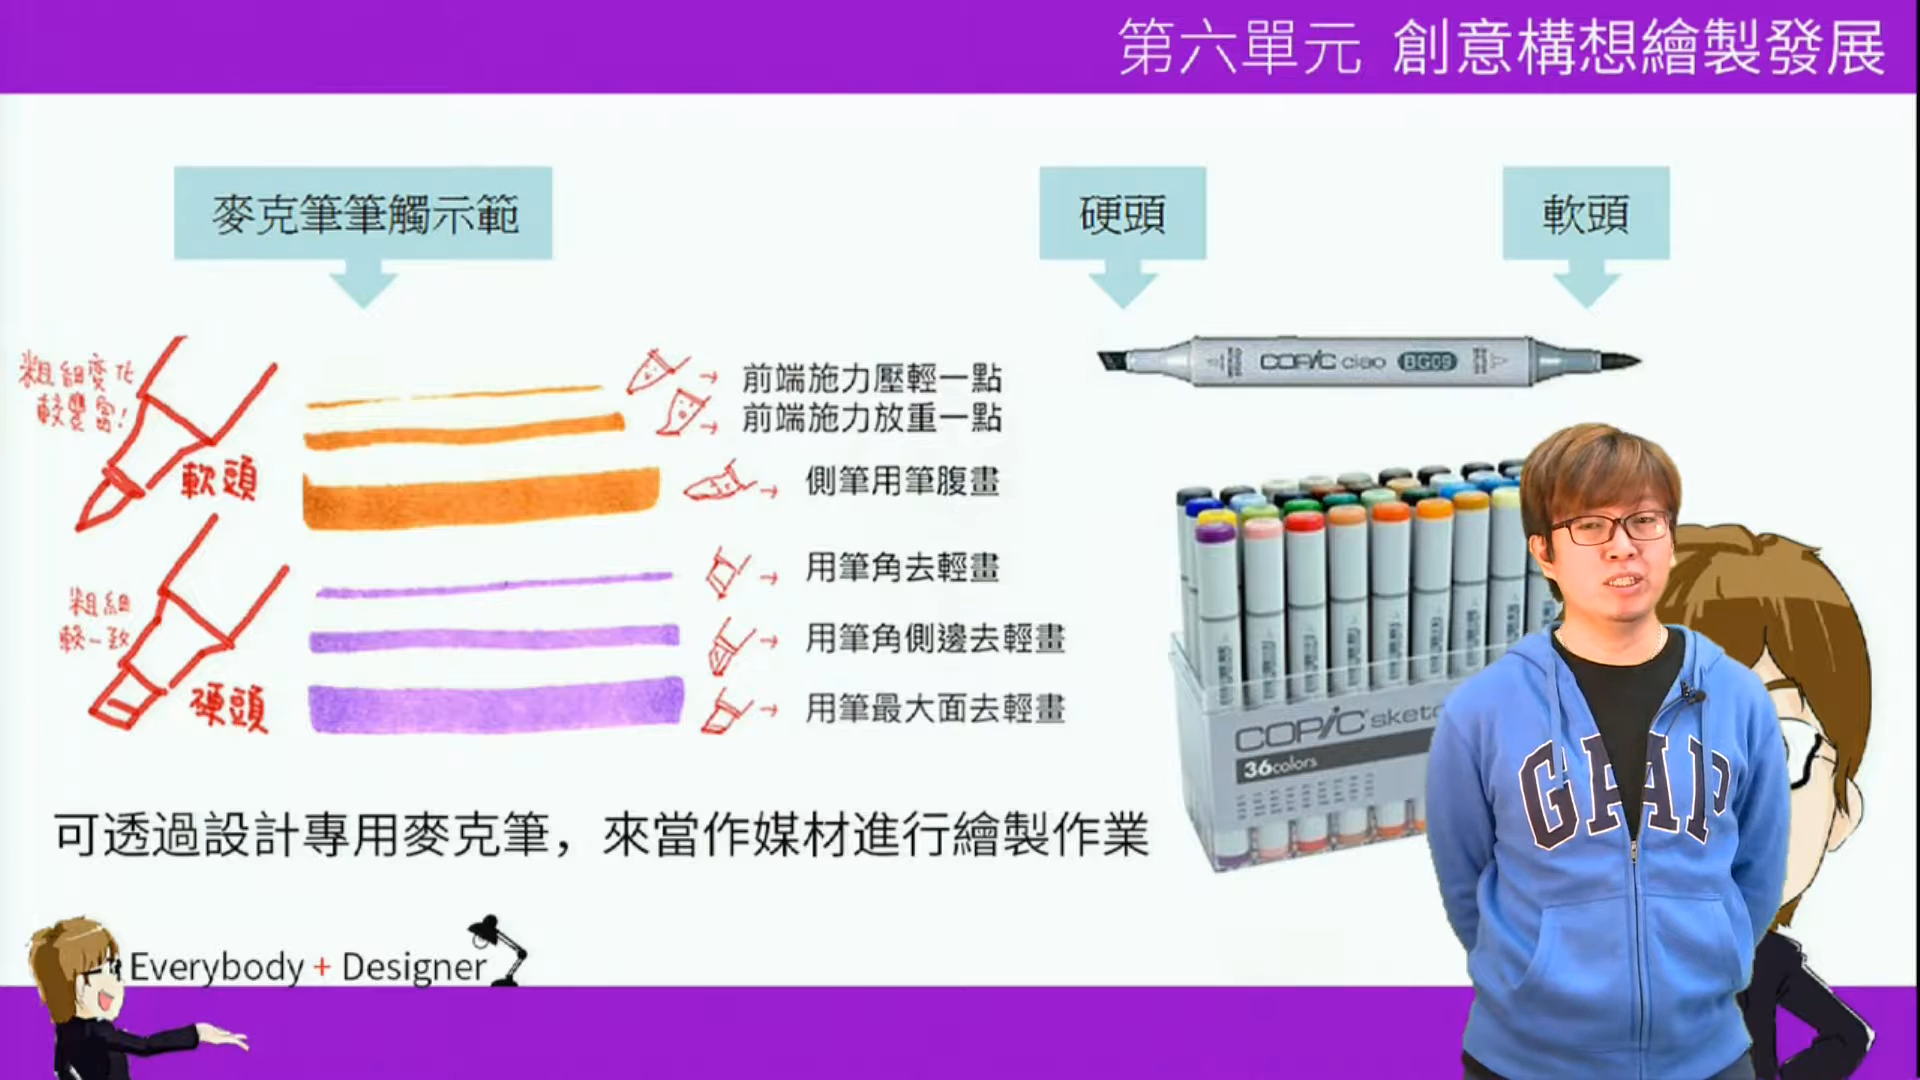 第六單元 創意構想繪製發展
麥克筆筆觸示範
硬頭
軟頭
粗細变化
較豐富!
軟頭
前端施力壓輕一點
前端施力放重一點
側筆用筆腹畫
COPIC ciao BG09
粗細
較一致
硬頭
用筆角去輕畫
用筆角側邊去輕畫
用筆最大面去輕畫
COPIC sketc
36colors
GAP
可透過設計專用麥克筆，來當作媒材進行繪製作業
Everybody + Designer